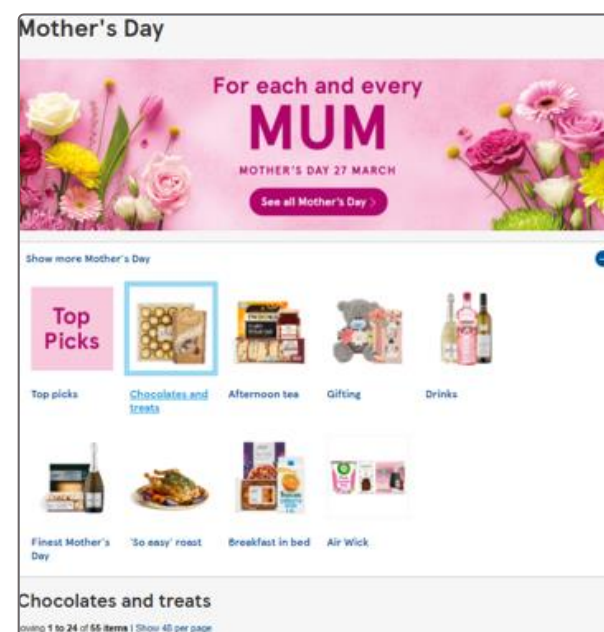 Mother's Day
For each and every
MUM
MOTHER'S DAY 27 MARCH
See all Mother's Day >
Show more Mother's Day
Top
Picks
Top picks
Chocolates and
treats
Afternoon tea
Gifting
Drinks
Finest Mother's
Day
'So easy' roast
Breakfast in bed
Air Wick
Chocolates and treats
owing 1 to 24 of 55 items | Show 48 per page